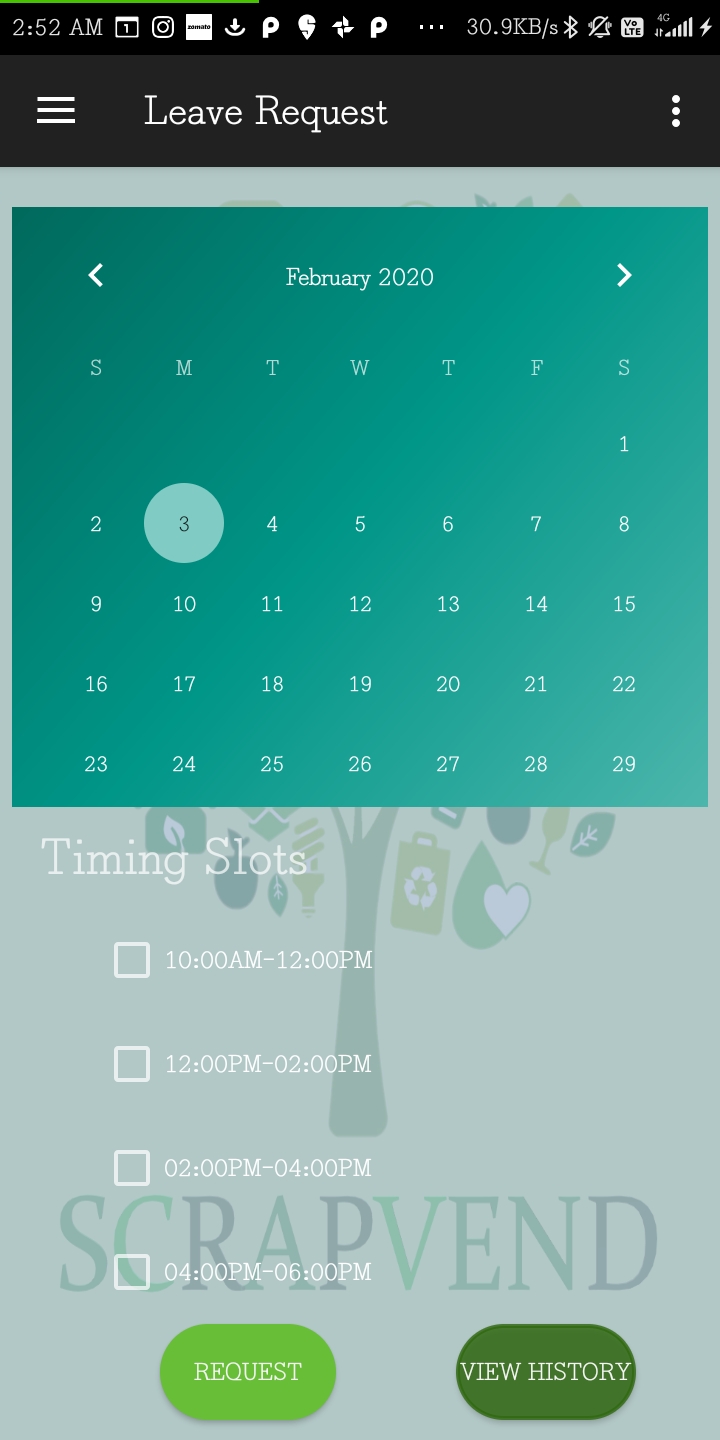 2:52 AM 1 zomato ... 30.9KB/s Vo LTE 4G
Leave Request
February 2020
S M T W T F S
1
2 3 4 5 6 7 8
9 10 11 12 13 14 15
16 17 18 19 20 21 22
23 24 25 26 27 28 29
Timing Slots
10:00AM-12:00PM
12:00PM-02:00PM
02:00PM-04:00PM
SCRAPVEND
04:00PM-06:00PM
REQUEST VIEW HISTORY